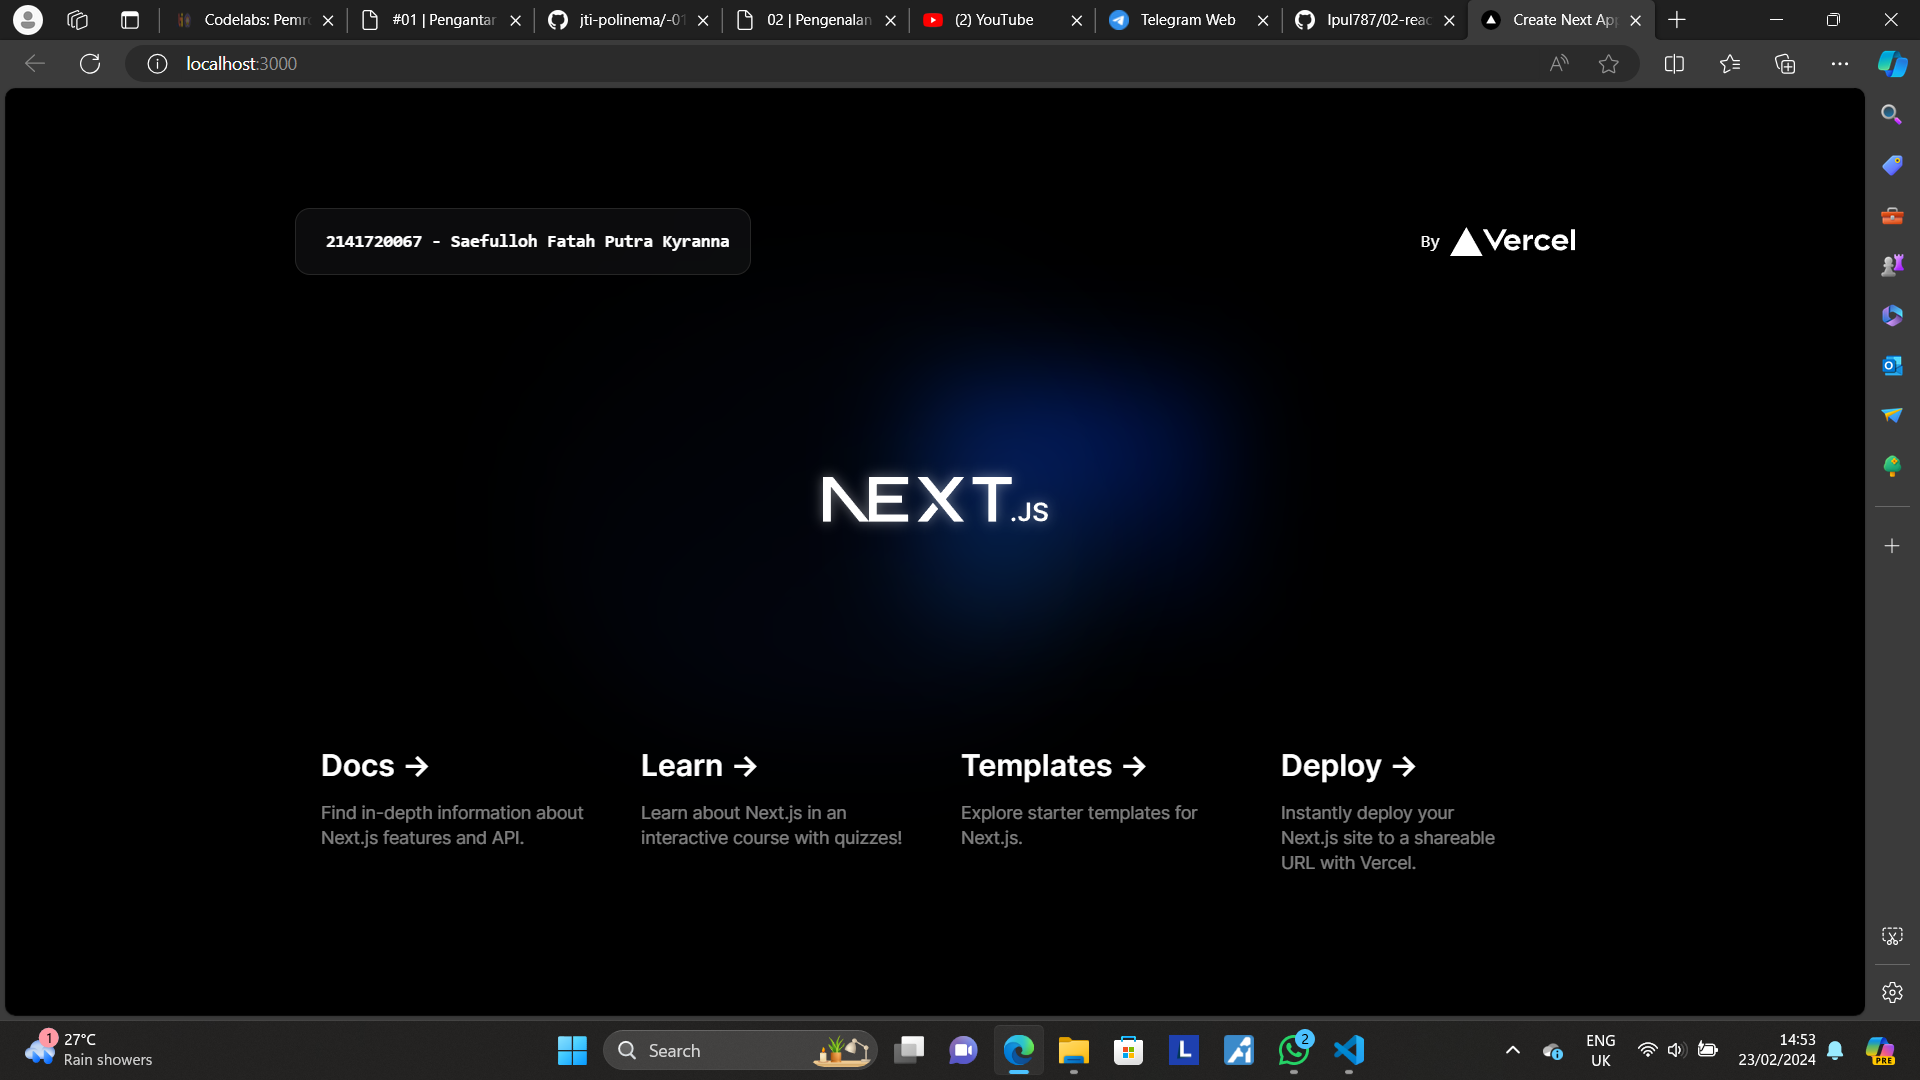 Codelabs: Pemr
#01 | Pengantar
jti-polinema/-01
02 | Pengenalan
(2) YouTube
Telegram Web
Ipul787/02-reac
Create Next App
localhost:3000
2141720067 - Saefulloh Fatah Putra Kyranna
By Vercel
NEXT.JS
Docs ->
Find in-depth information about
Next.js features and API.
Learn ->
Learn about Next.js in an
interactive course with quizzes!
Templates ->
Explore starter templates for
Next.js.
Deploy ->
Instantly deploy your
Next.js site to a shareable
URL with Vercel.
1
27°C
Rain showers
Search
L
2
ENG
UK
14:53
23/02/2024
PRE